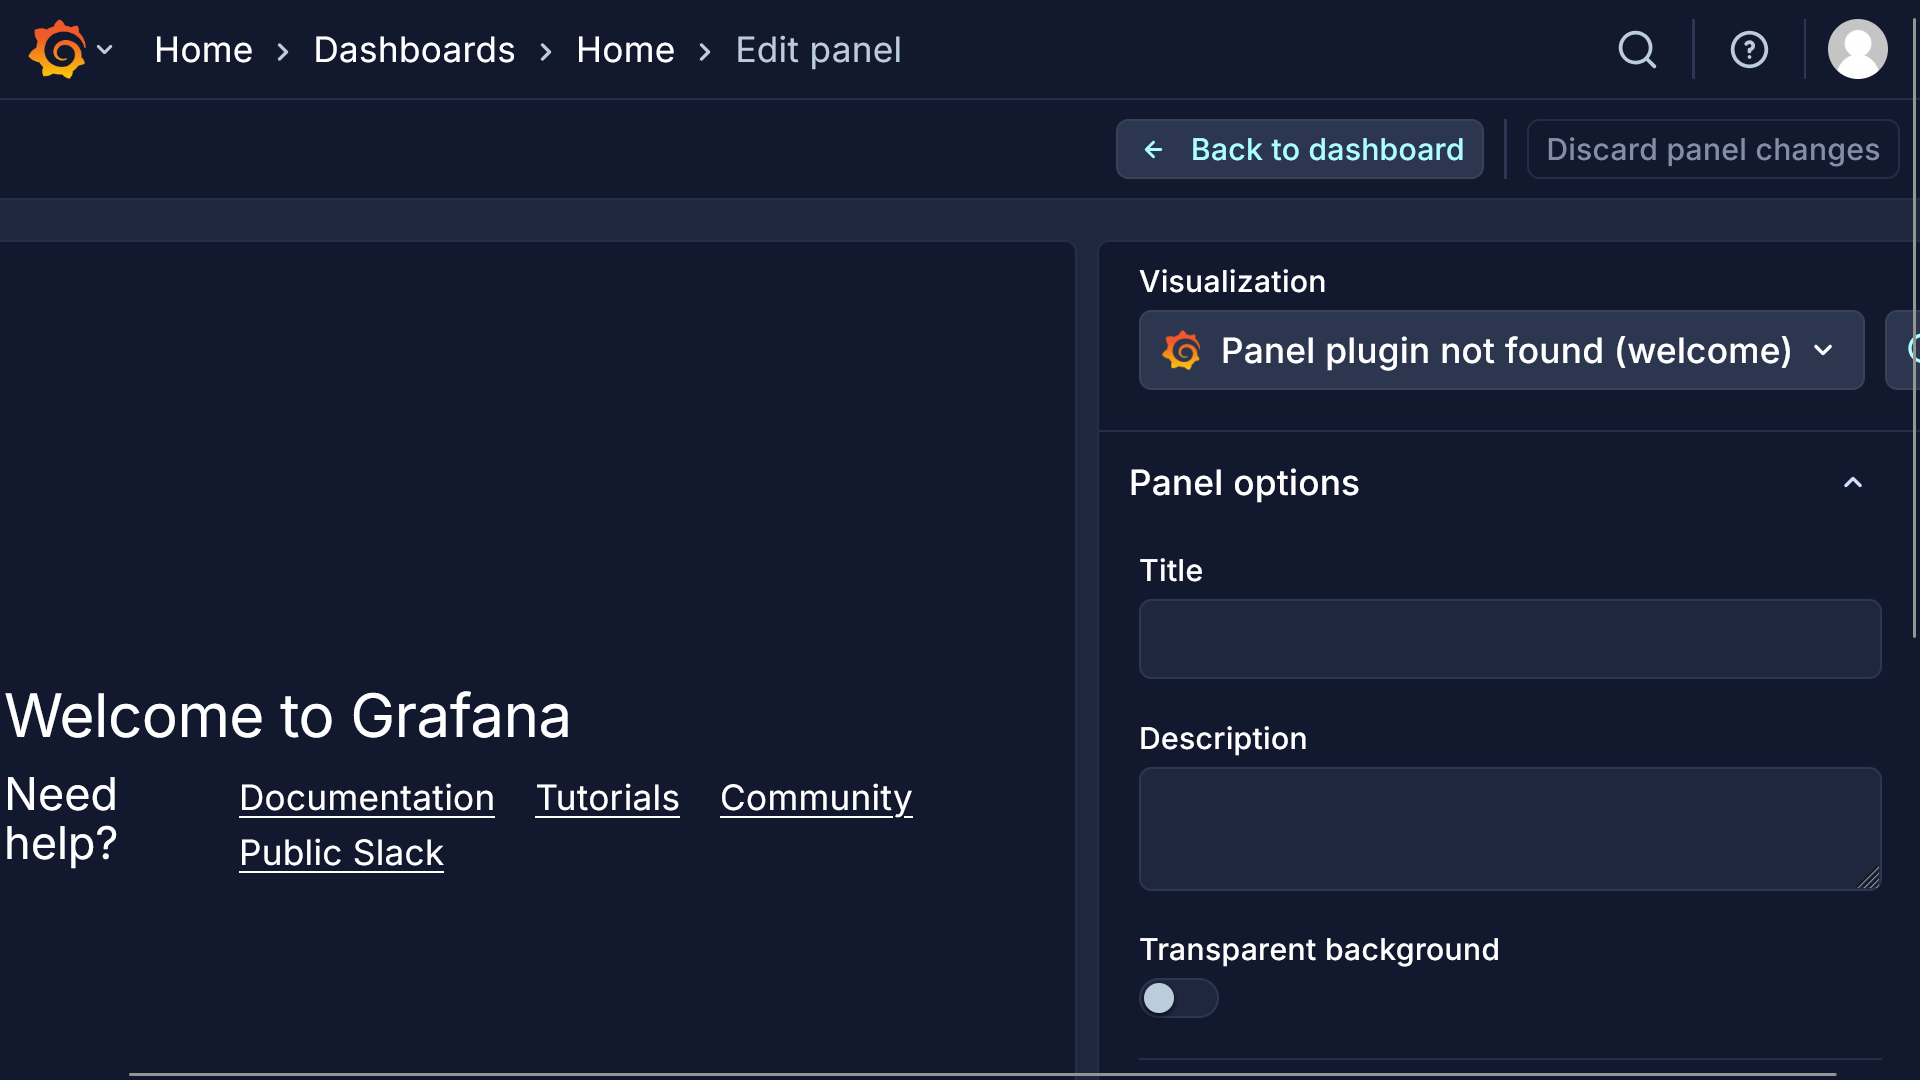 Home > Dashboards > Home > Edit panel
← Back to dashboard
Discard panel changes
Visualization
Panel plugin not found (welcome)
Panel options
Title
Description
Transparent background
Welcome to Grafana
Need help?
Documentation Tutorials Community
Public Slack